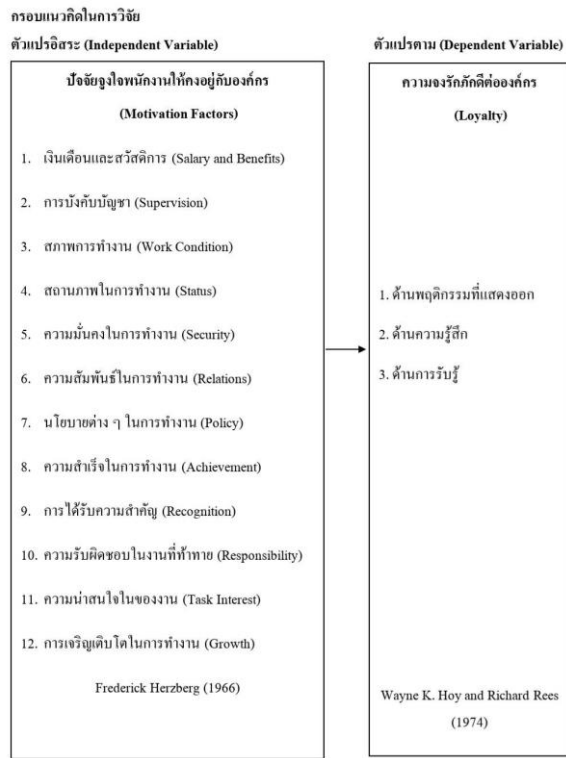 กรอบแนวคิดในการวิจัย
ตัวแปรอิสระ (Independent Variable)
ปัจจัยจูงใจพนักงานให้คงอยู่กับองค์กร
(Motivation Factors)
1. เงินเดือนและสวัสดิการ (Salary and Benefits)
2. การบังคับบัญชา (Supervision)
3. สภาพการทำงาน (Work Condition)
4. สถานภาพในการทำงาน (Status)
5. ความมั่นคงในการทำงาน (Security)
6. ความสัมพันธ์ในการทำงาน (Relations)
7. นโยบายต่าง ๆ ในการทำงาน (Policy)
8. ความสำเร็จในการทำงาน (Achievement)
9. การได้รับความสำคัญ (Recognition)
10. ความรับผิดชอบในงานที่ท้าทาย (Responsibility)
11. ความน่าสนใจในของงาน (Task Interest)
12. การเจริญเติบโตในการทำงาน (Growth)
Frederick Herzberg (1966)
ตัวแปรตาม (Dependent Variable)
ความจงรักภักดีต่อองค์กร
(Loyalty)
1. ด้านพฤติกรรมที่แสดงออก
2. ด้านความรู้สึก
3. ด้านการรับรู้
Wayne K. Hoy and Richard Rees
(1974)